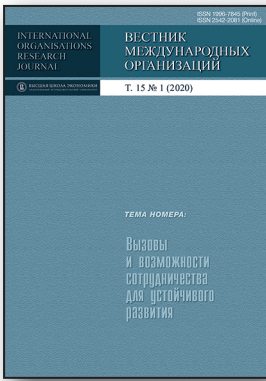 ISSN 1996-7845 (Print)
ISSN 2542-2081 (Online)
INTERNATIONAL
ORGANISATIONS
RESEARCH
JOURNAL
ВЕСТНИК
МЕЖДУНАРОДНЫХ
ОРГАНИЗАЦИЙ
ВЫСШАЯ ШКОЛА ЭКОНОМИКИ
Т. 15 № 1 (2020)
ТЕМА НОМЕРА:
Вызовы
и возможности
сотрудничества
для устойчивого
развития